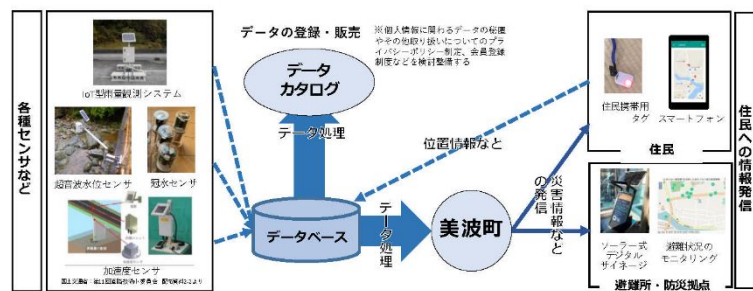 各種センサなど
IoT型雨量観測システム
超音波水位センサ
冠水センサ
加速度センサ
データの登録・販売
※個人情報に関わるデータの秘匿
やその他取り扱いについてのプラ
イバシーポリシー制定、会員登録
制度などを検討整備する
データ
カタログ
データ処理
データベース
データ処理
美波町
位置情報など
災害情報など
の発信
住民携帯用
タグ
スマートフォン
住民
ソーラー式
デジタル
サイネージ
避難状況の
モニタリング
避難所・防災拠点
住民への情報発信